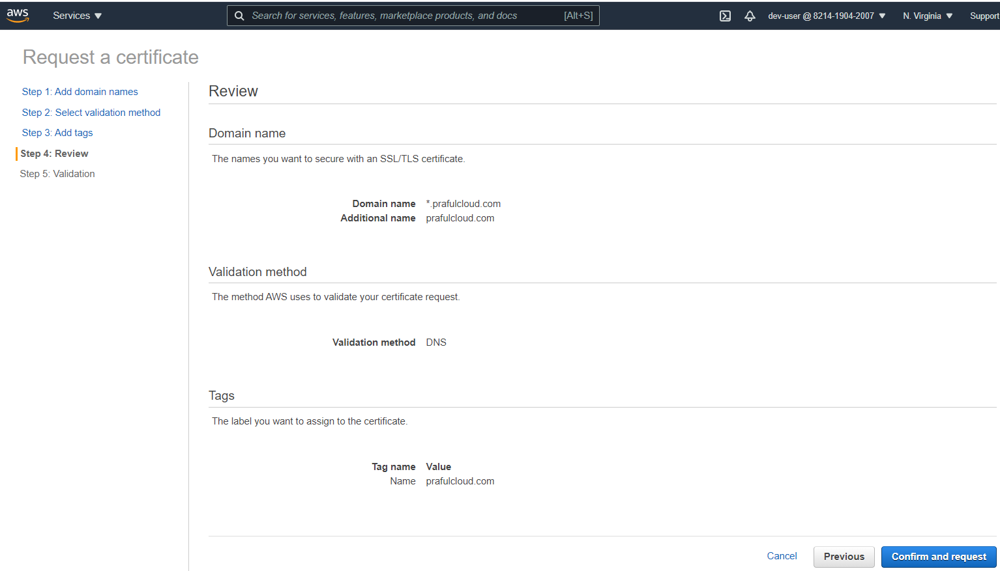 aws Services Search for services, features, marketplace products, and docs [Alt+S] dev-user @ 8214-1904-2007 N. Virginia Support
Request a certificate
Step 1: Add domain names
Step 2: Select validation method
Step 3: Add tags
Step 4: Review
Step 5: Validation
Review
Domain name
The names you want to secure with an SSL/TLS certificate.
Domain name *.prafulcloud.com
Additional name prafulcloud.com
Validation method
The method AWS uses to validate your certificate request.
Validation method DNS
Tags
The label you want to assign to the certificate.
Tag name Value
Name prafulcloud.com
Cancel Previous Confirm and request